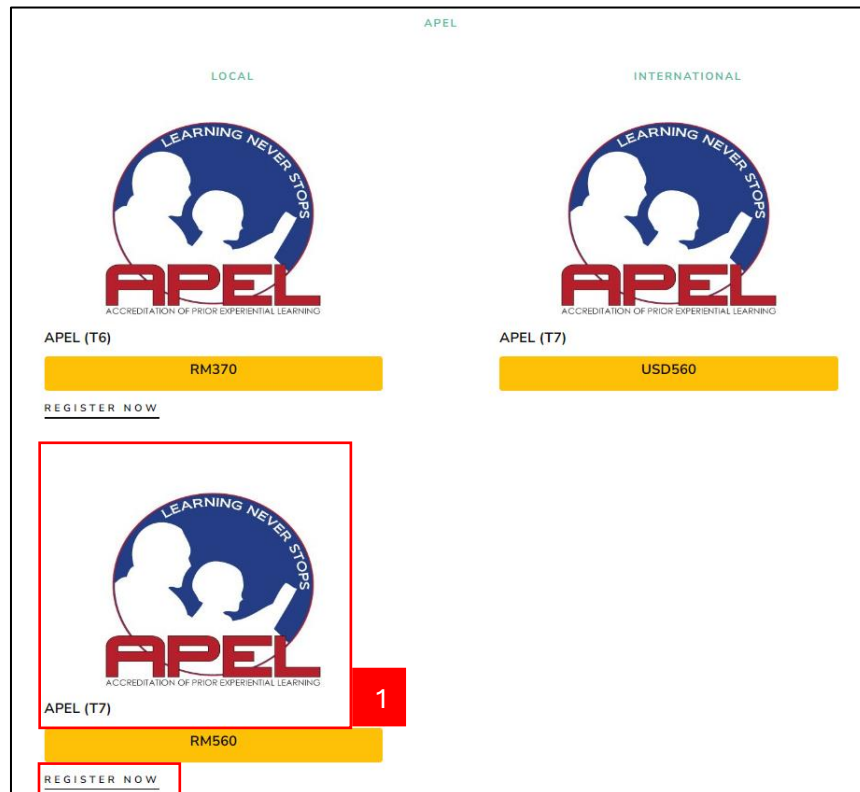 APEL
LOCAL
LEARNING NEVER STOPS
APEL
ACCREDITATION OF PRIOR EXPERIENTIAL LEARNING
APEL (T6)
RM370
REGISTER NOW
INTERNATIONAL
LEARNING NEVER STOPS
APEL
ACCREDITATION OF PRIOR EXPERIENTIAL LEARNING
APEL (T7)
USD560
LEARNING NEVER STOPS
APEL
ACCREDITATION OF PRIOR EXPERIENTIAL LEARNING
1
APEL (T7)
RM560
REGISTER NOW